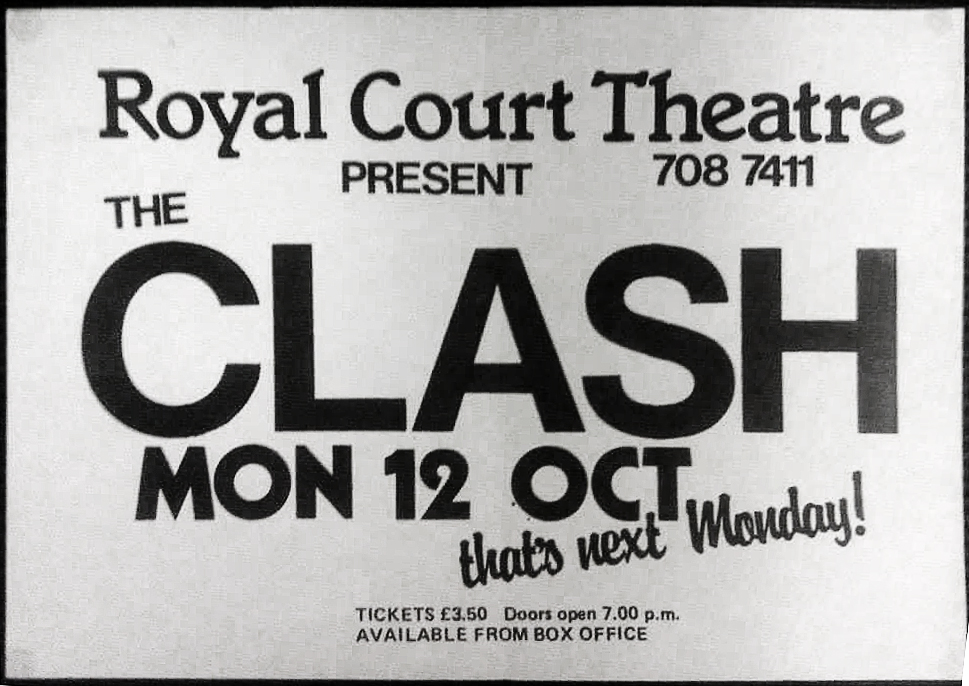 Royal Court Theatre
PRESENT 708 7411
THE
CLASH
MON 12 OCT
that's next Monday!
TICKETS £3.50 Doors open 7.00 p.m.
AVAILABLE FROM BOX OFFICE